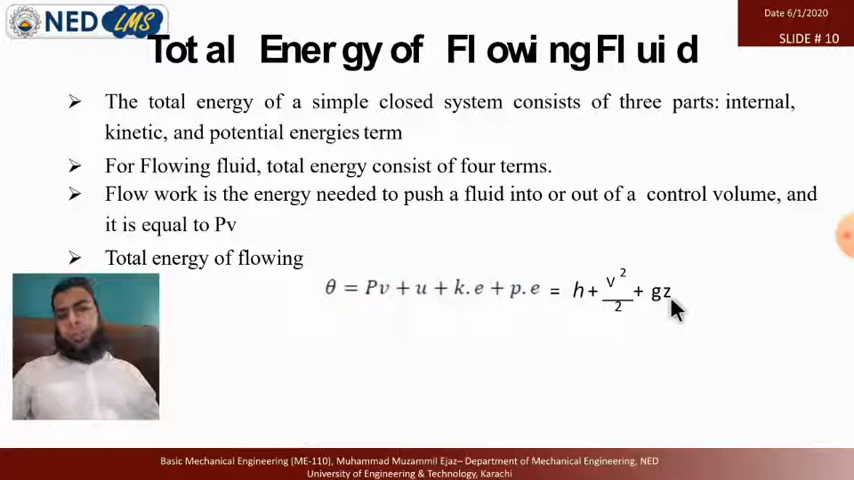 NED LMS
Date 6/1/2020
SLIDE # 10
Total Energy of Flowing Fluid
➢ The total energy of a simple closed system consists of three parts: internal,
kinetic, and potential energies term
➢ For Flowing fluid, total energy consist of four terms.
➢ Flow work is the energy needed to push a fluid into or out of a control volume, and
it is equal to Pv
➢ Total energy of flowing
θ = Pv + u + k.e + p.e = h + V²/2 + gz
Basic Mechanical Engineering (ME-110), Muhammad Muzammil Ejaz– Department of Mechanical Engineering, NED
University of Engineering & Technology, Karachi